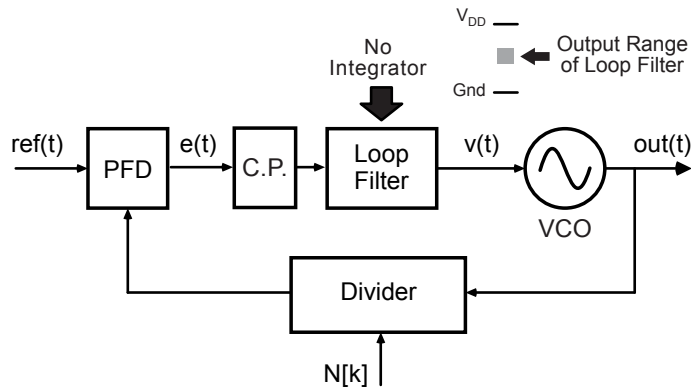 V_DD
No
Integrator
Output Range
of Loop Filter
Gnd
ref(t)
PFD
e(t)
C.P.
Loop
Filter
v(t)
out(t)
VCO
Divider
N[k]